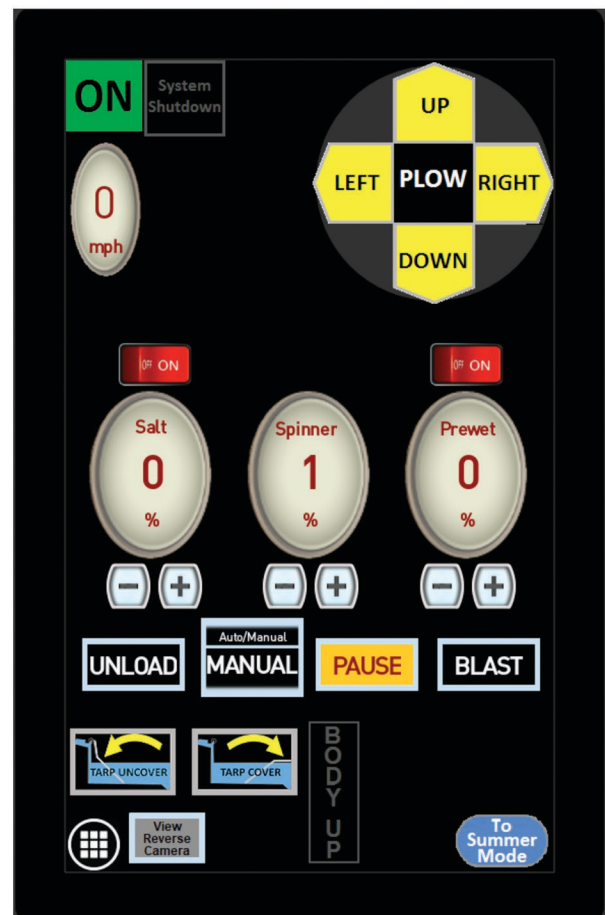 ON
System
Shutdown
UP
LEFT
PLOW
RIGHT
DOWN
0
mph
OFF ON
OFF ON
Salt
0
%
Spinner
1
%
Prewet
0
%
− +
− +
− +
UNLOAD
Auto/Manual
MANUAL
PAUSE
BLAST
TARP UNCOVER
TARP COVER
BODY UP
View
Reverse
Camera
To
Summer
Mode